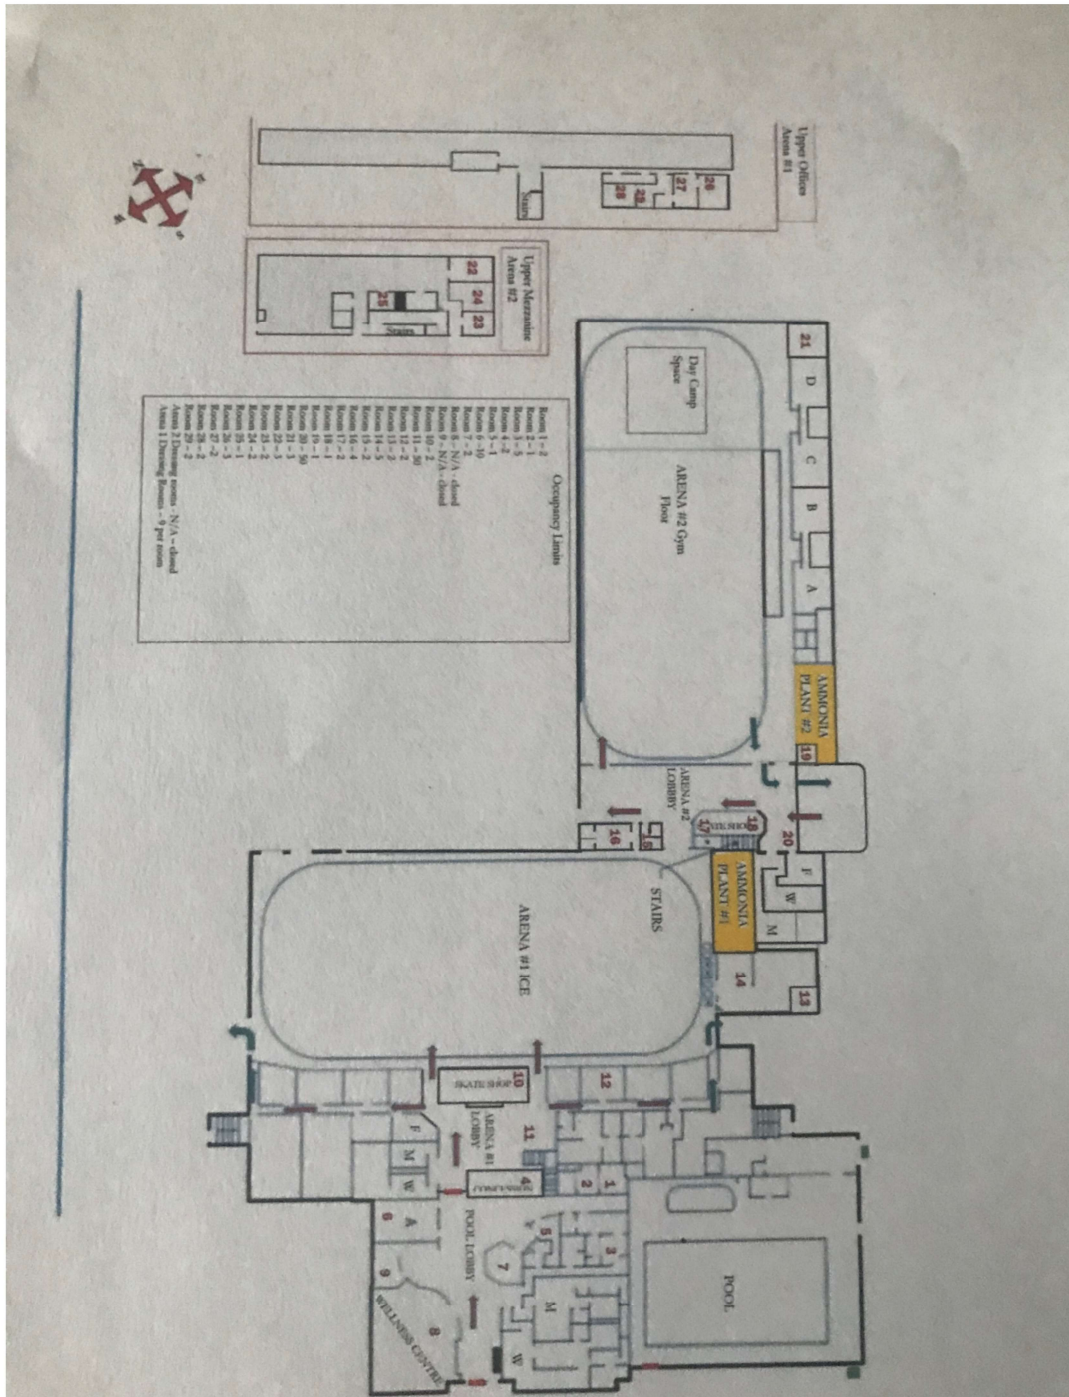 Upper Offices
Arena #1
26
27
29
28
Stairs
Upper Mezzanine
Arena #2
22
24
23
25
Stairs
Occupancy Limits
Room 1 – 2
Room 2 – 1
Room 3 – 5
Room 4 – 2
Room 5 – 1
Room 6 – 10
Room 7 – 2
Room 8 – N/A - closed
Room 9 – N/A - closed
Room 10 – 2
Room 11 – 30
Room 12 – 2
Room 13 – 2
Room 14 – 5
Room 15 – 2
Room 16 – 4
Room 17 – 2
Room 18 – 1
Room 19 – 1
Room 20 – 50
Room 21 – 3
Room 22 – 3
Room 23 – 2
Room 24 – 2
Room 25 – 1
Room 26 – 3
Room 27 – 2
Room 28 – 2
Room 29 – 2
Arena 2 Dressing rooms - N/A – closed
Arena 1 Dressing Rooms – 9 per room
21
D
C
B
A
AMMONIA
PLANT #2
19
Day Camp
Space
ARENA #2 Gym
Floor
ARENA #2
LOBBY
18
17
20
16
15
F
W
M
AMMONIA
PLANT #1
14
13
STAIRS
ARENA #1 ICE
12
10
SKATE SHOP
11
ARENA #1
LOBBY
F
M
W
4
1
2
3
5
7
POOL LOBBY
A
6
9
8
WELLNESS CENTRE
M
W
POOL